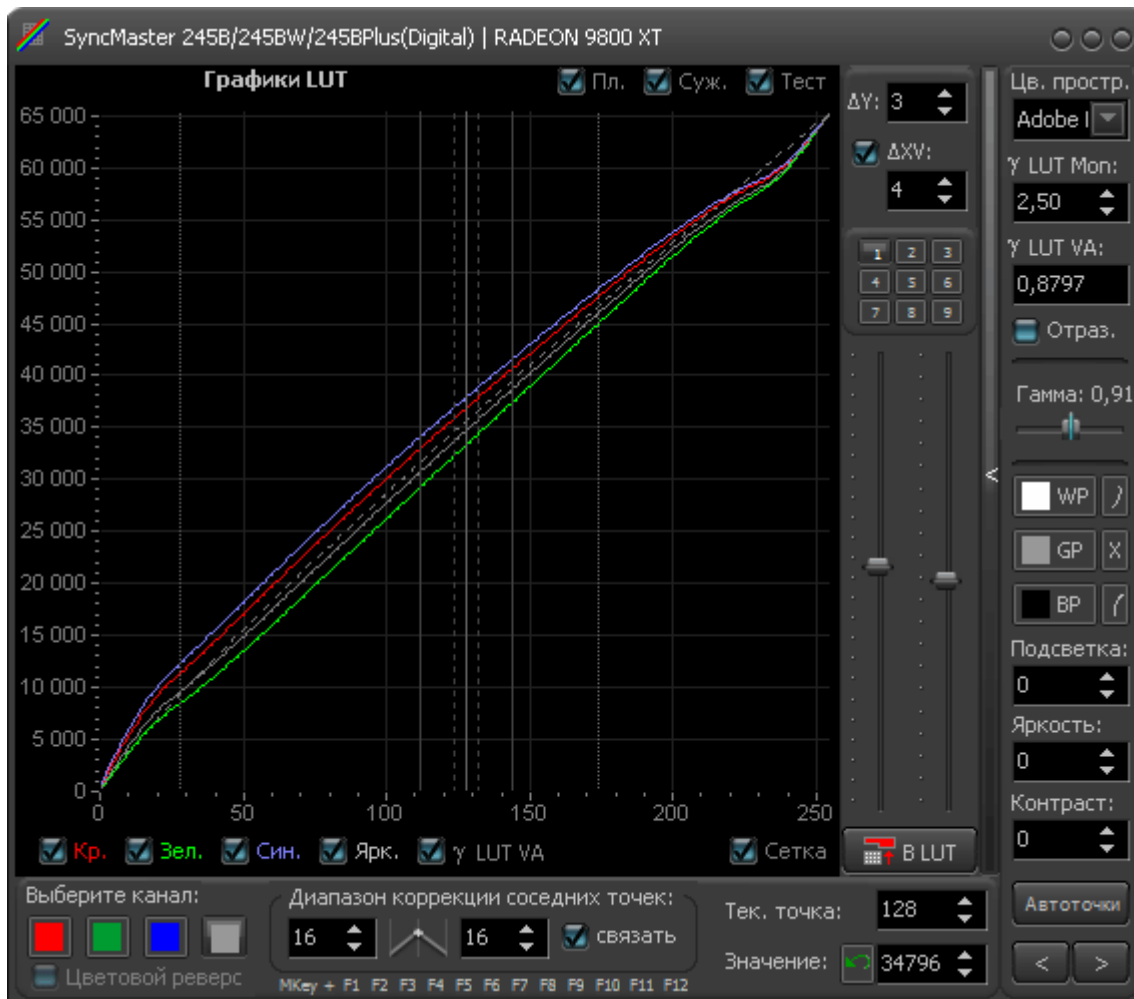 SyncMaster 245B/245BW/245BPlus(Digital) | RADEON 9800 XT
Графики LUT
Пл. Суж. Тест
65 000
60 000
55 000
50 000
45 000
40 000
35 000
30 000
25 000
20 000
15 000
10 000
5 000
0
0 50 100 150 200 250
Кр. Зел. Син. Ярк. γ LUT VA Сетка
ΔY: 3
ΔXV:
4
1 2 3
4 5 6
7 8 9
<
В LUT
Цв. простр.
Adobe
γ LUT Mon:
2,50
γ LUT VA:
0,8797
Отраз.
Гамма: 0,91
WP )
GP X
BP (
Подсветка:
0
Яркость:
0
Контраст:
0
Автоточки
< >
Выберите канал:
Цветовой реверс
Диапазон коррекции соседних точек:
16 16 связать
MKey + F1 F2 F3 F4 F5 F6 F7 F8 F9 F10 F11 F12
Тек. точка: 128
Значение: 34796